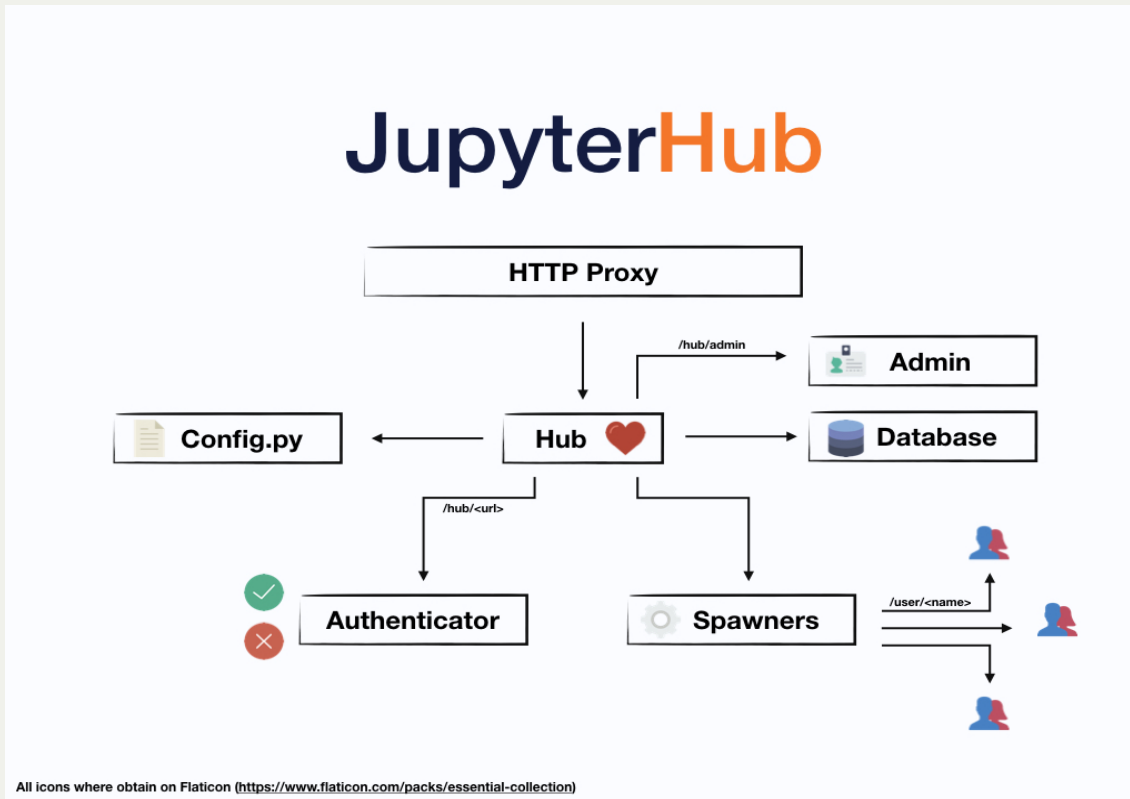 JupyterHub
HTTP Proxy
/hub/admin
Admin
Config.py
Hub
Database
/hub/<url>
Authenticator
Spawners
/user/<name>
All icons where obtain on Flaticon (https://www.flaticon.com/packs/essential-collection)